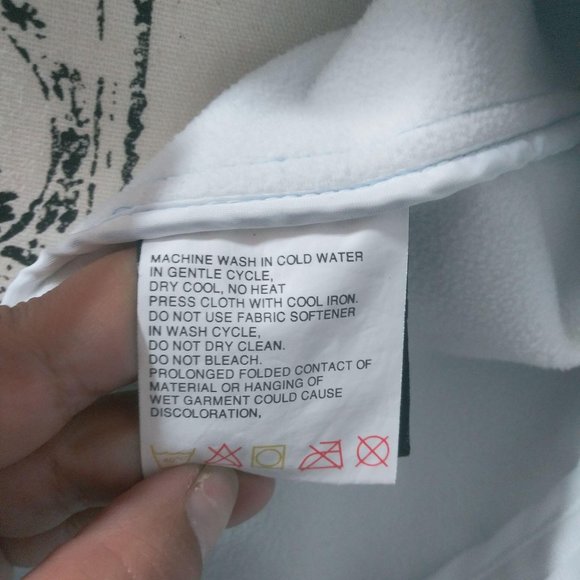 MACHINE WASH IN COLD WATER
IN GENTLE CYCLE,
DRY COOL, NO HEAT
PRESS CLOTH WITH COOL IRON.
DO NOT USE FABRIC SOFTENER
IN WASH CYCLE,
DO NOT DRY CLEAN.
DO NOT BLEACH.
PROLONGED FOLDED CONTACT OF
MATERIAL OR HANGING OF
WET GARMENT COULD CAUSE
DISCOLORATION,